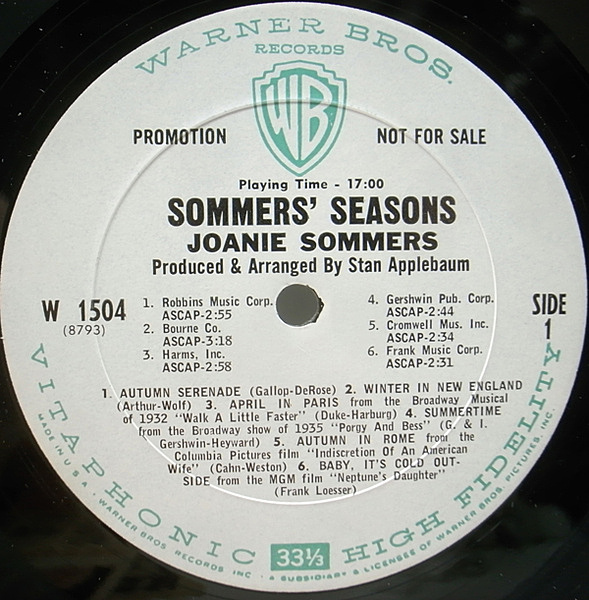 WARNER BROS.
RECORDS
WB
PROMOTION
NOT FOR SALE
Playing Time - 17:00
SOMMERS' SEASONS
JOANIE SOMMERS
Produced & Arranged By Stan Applebaum
W 1504
(8793)
SIDE
1
1. Robbins Music Corp.
ASCAP-2:55
2. Bourne Co.
ASCAP-3:18
3. Harms, Inc.
ASCAP-2:58
4. Gershwin Pub. Corp.
ASCAP-2:44
5. Cromwell Mus. Inc.
ASCAP-2:34
6. Frank Music Corp.
ASCAP-2:31
1. AUTUMN SERENADE (Gallop-DeRose) 2. WINTER IN NEW ENGLAND
(Arthur-Wolf) 3. APRIL IN PARIS from the Broadway Musical
of 1932 "Walk A Little Faster" (Duke-Harburg) 4. SUMMERTIME
from the Broadway show of 1935 "Porgy And Bess" (G. & I.
Gershwin-Heyward) 5. AUTUMN IN ROME from the
Columbia Pictures film "Indiscretion Of An American
Wife" (Cahn-Weston) 6. BABY, IT'S COLD OUT-
SIDE from the MGM film "Neptune's Daughter"
(Frank Loesser)
VITAPHONIC HIGH FIDELITY
33⅓
MADE IN U.S.A. · WARNER BROS. RECORDS INC. · A SUBSIDIARY & LICENSEE OF WARNER BROS. PICTURES, INC.